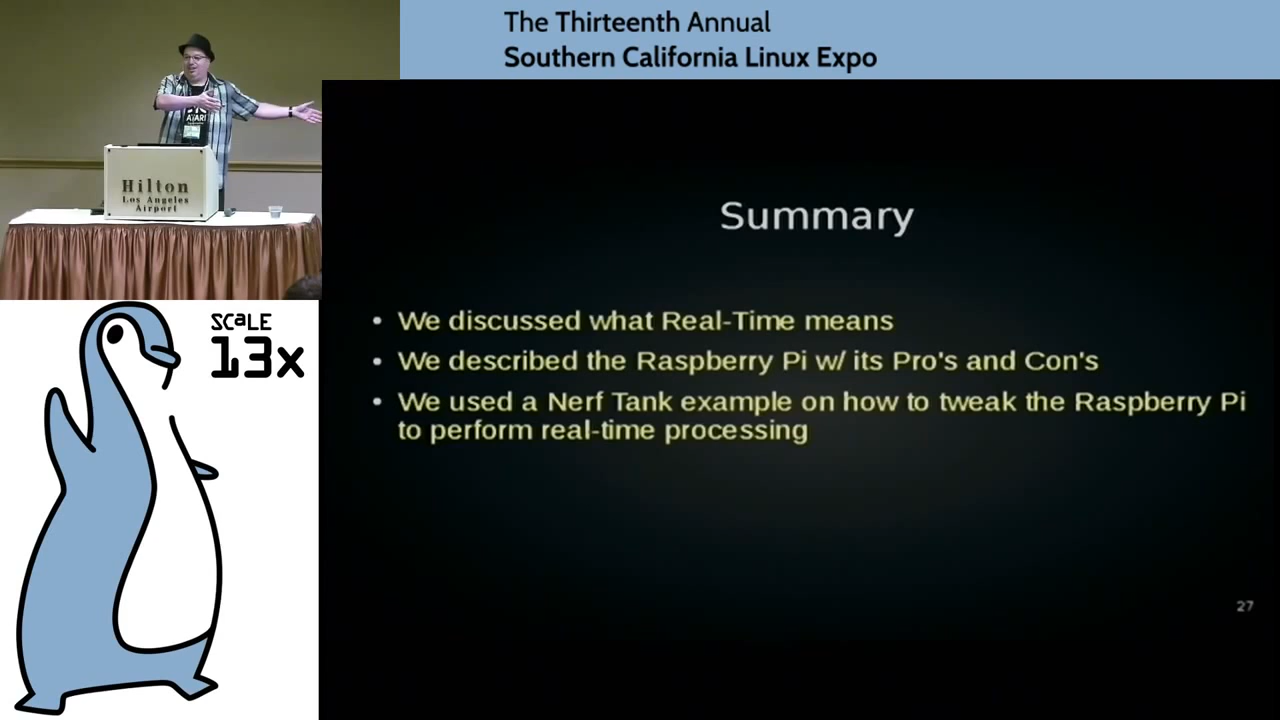 The Thirteenth Annual
Southern California Linux Expo
ATARI
Hilton
Los Angeles
Airport
SCaLE
13x
Summary
• We discussed what Real-Time means
• We described the Raspberry Pi w/ its Pro's and Con's
• We used a Nerf Tank example on how to tweak the Raspberry Pi
to perform real-time processing
27